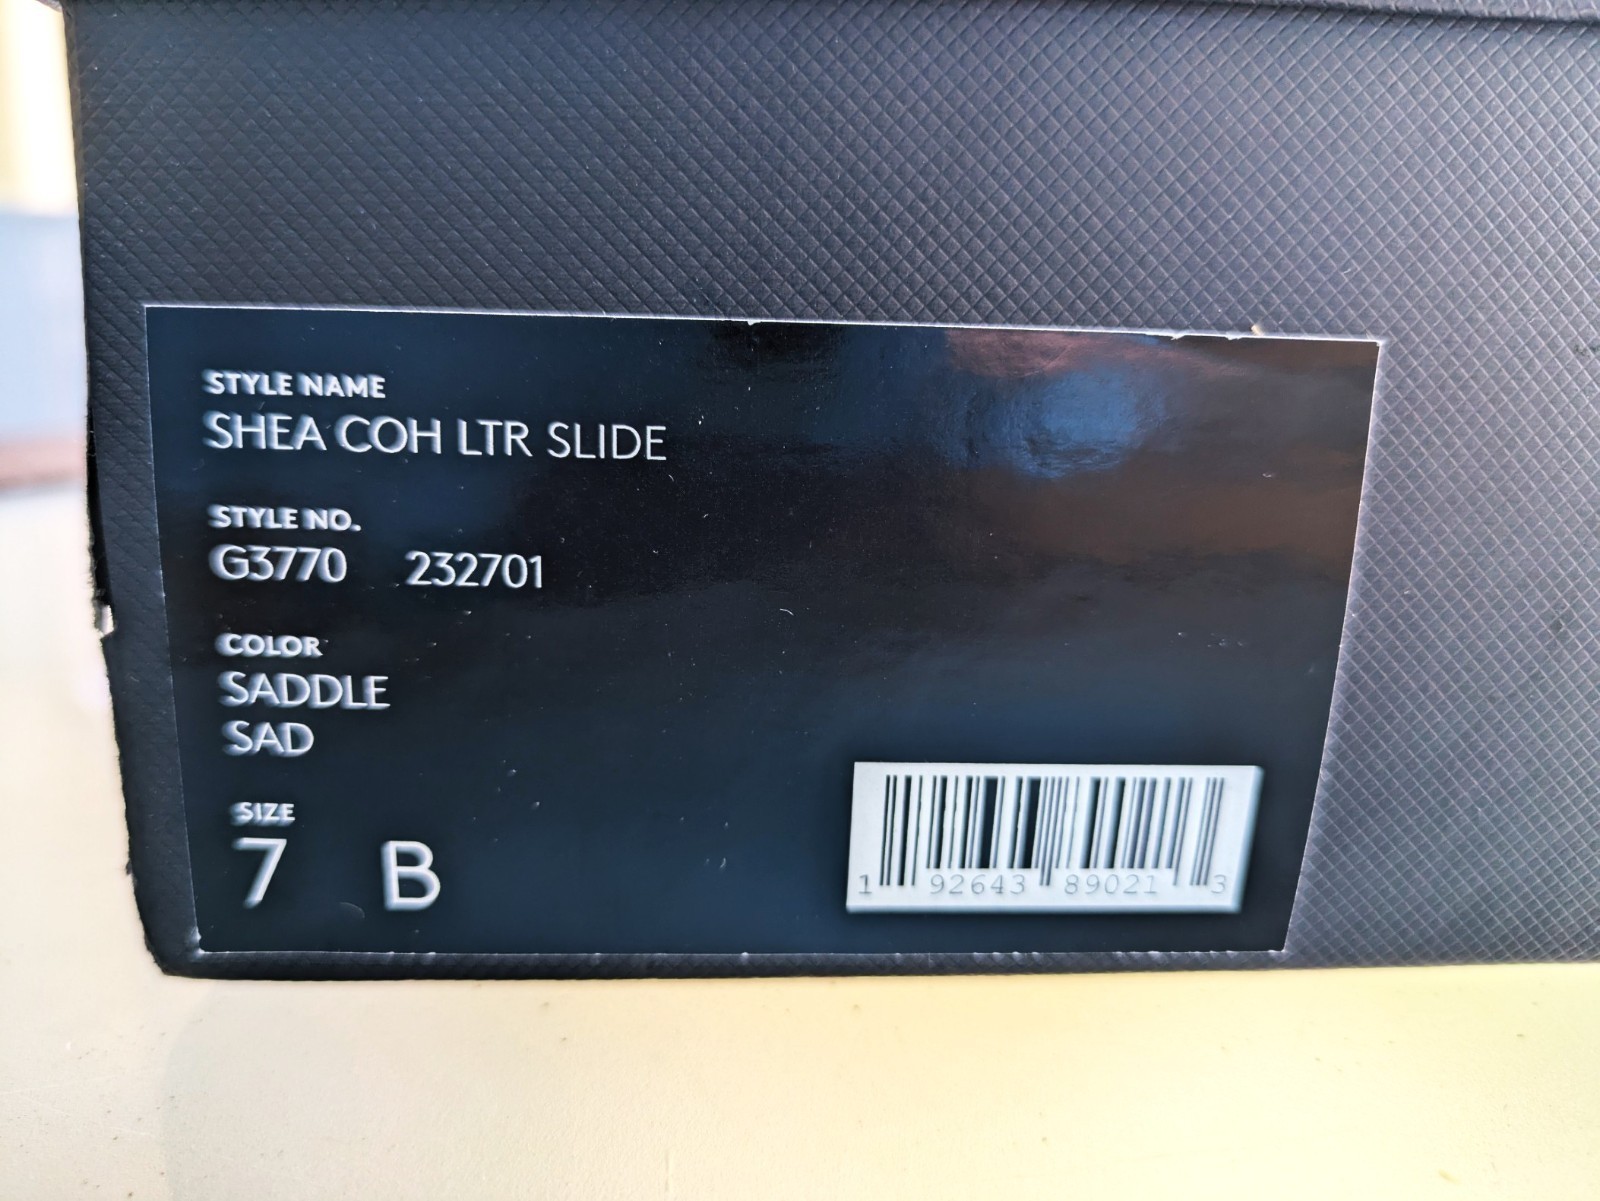 STYLE NAME
SHEA COH LTR SLIDE
STYLE NO.
G3770 232701
COLOR
SADDLE
SAD
SIZE
7 B
1 92643 89021 3